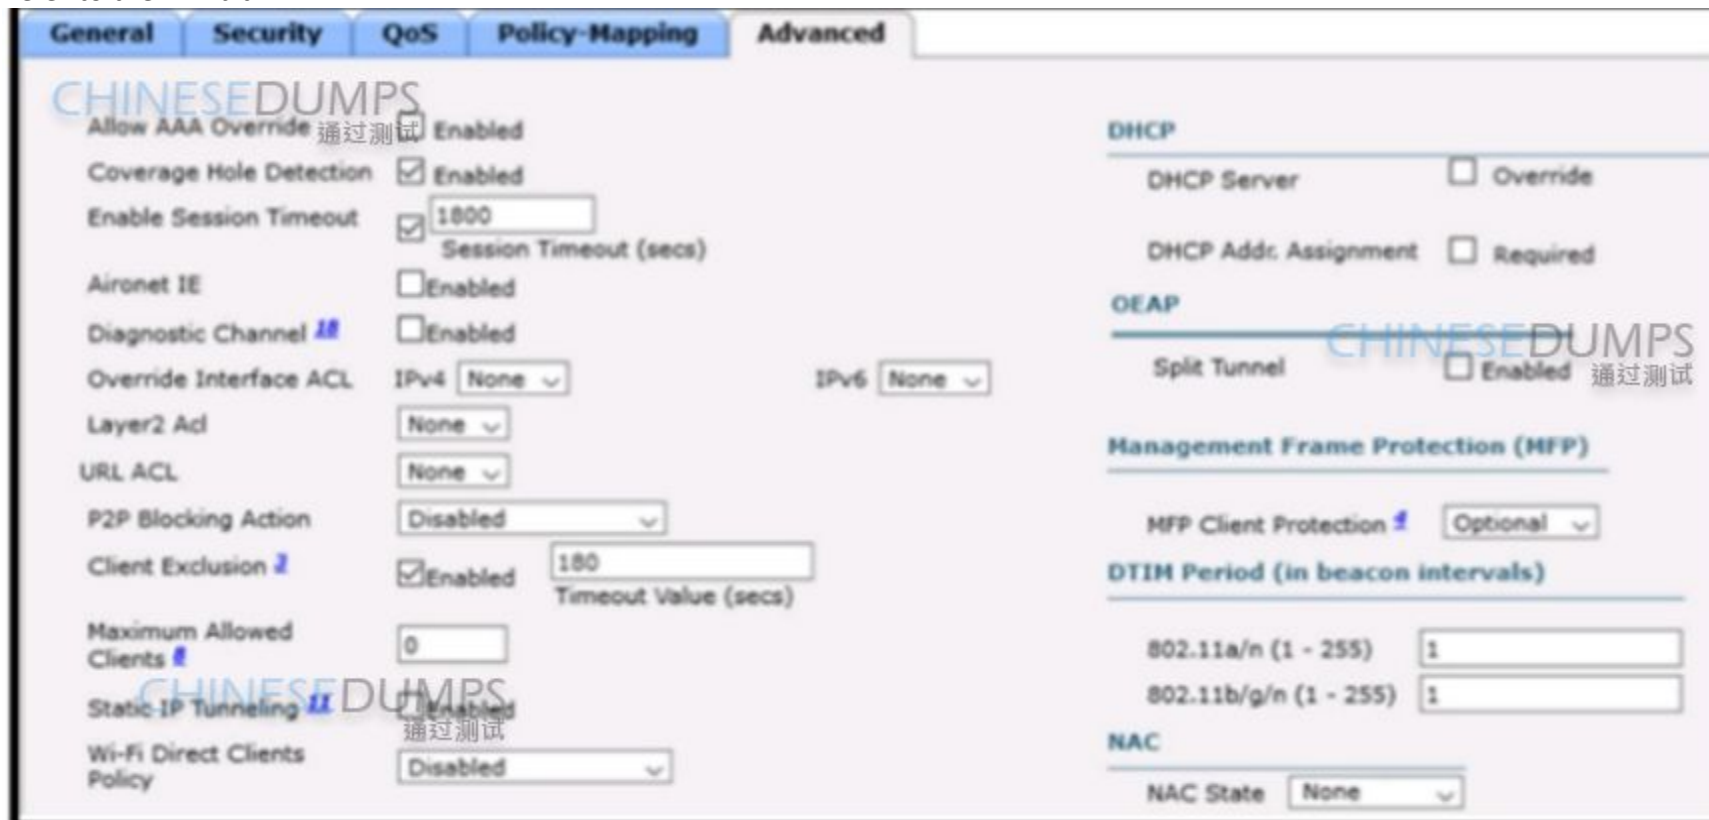 General Security QoS Policy-Mapping Advanced
CHINESEDUMPS
通过测试
Allow AAA Override Enabled
Coverage Hole Detection Enabled
Enable Session Timeout 1800
Session Timeout (secs)
Aironet IE Enabled
Diagnostic Channel 18 Enabled
Override Interface ACL IPv4 None IPv6 None
Layer2 Acl None
URL ACL None
P2P Blocking Action Disabled
Client Exclusion 3 Enabled 180
Timeout Value (secs)
Maximum Allowed
Clients 8 0
CHINESEDUMPS
通过测试
Static IP Tunneling 11 Enabled
Wi-Fi Direct Clients
Policy Disabled
DHCP
DHCP Server Override
DHCP Addr. Assignment Required
OEAP
CHINESEDUMPS
通过测试
Split Tunnel Enabled
Management Frame Protection (MFP)
MFP Client Protection 4 Optional
DTIM Period (in beacon intervals)
802.11a/n (1 - 255) 1
802.11b/g/n (1 - 255) 1
NAC
NAC State None